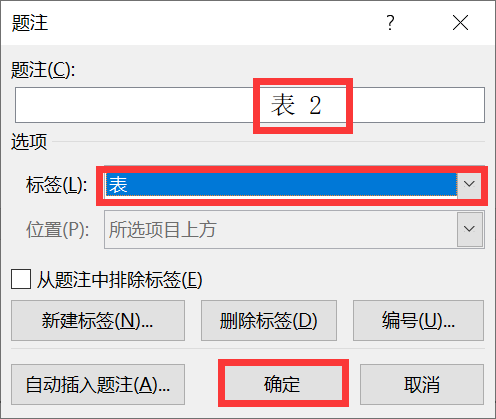 题注
题注(C):
表 2
选项
标签(L): 表
位置(P): 所选项目上方
从题注中排除标签(E)
新建标签(N)... 删除标签(D) 编号(U)...
自动插入题注(A)... 确定 取消